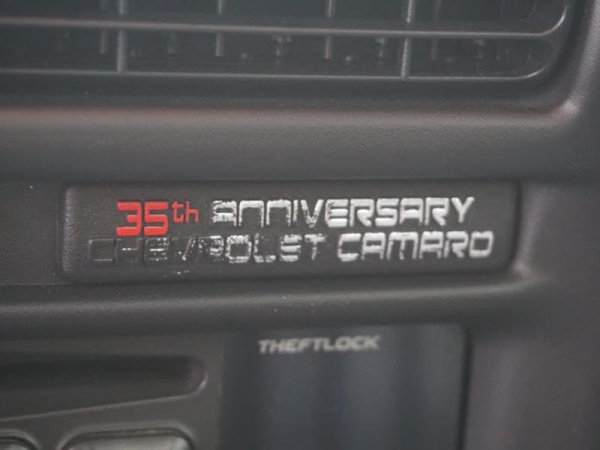 35th ANNIVERSARY
CHEVROLET CAMARO
THEFTLOCK